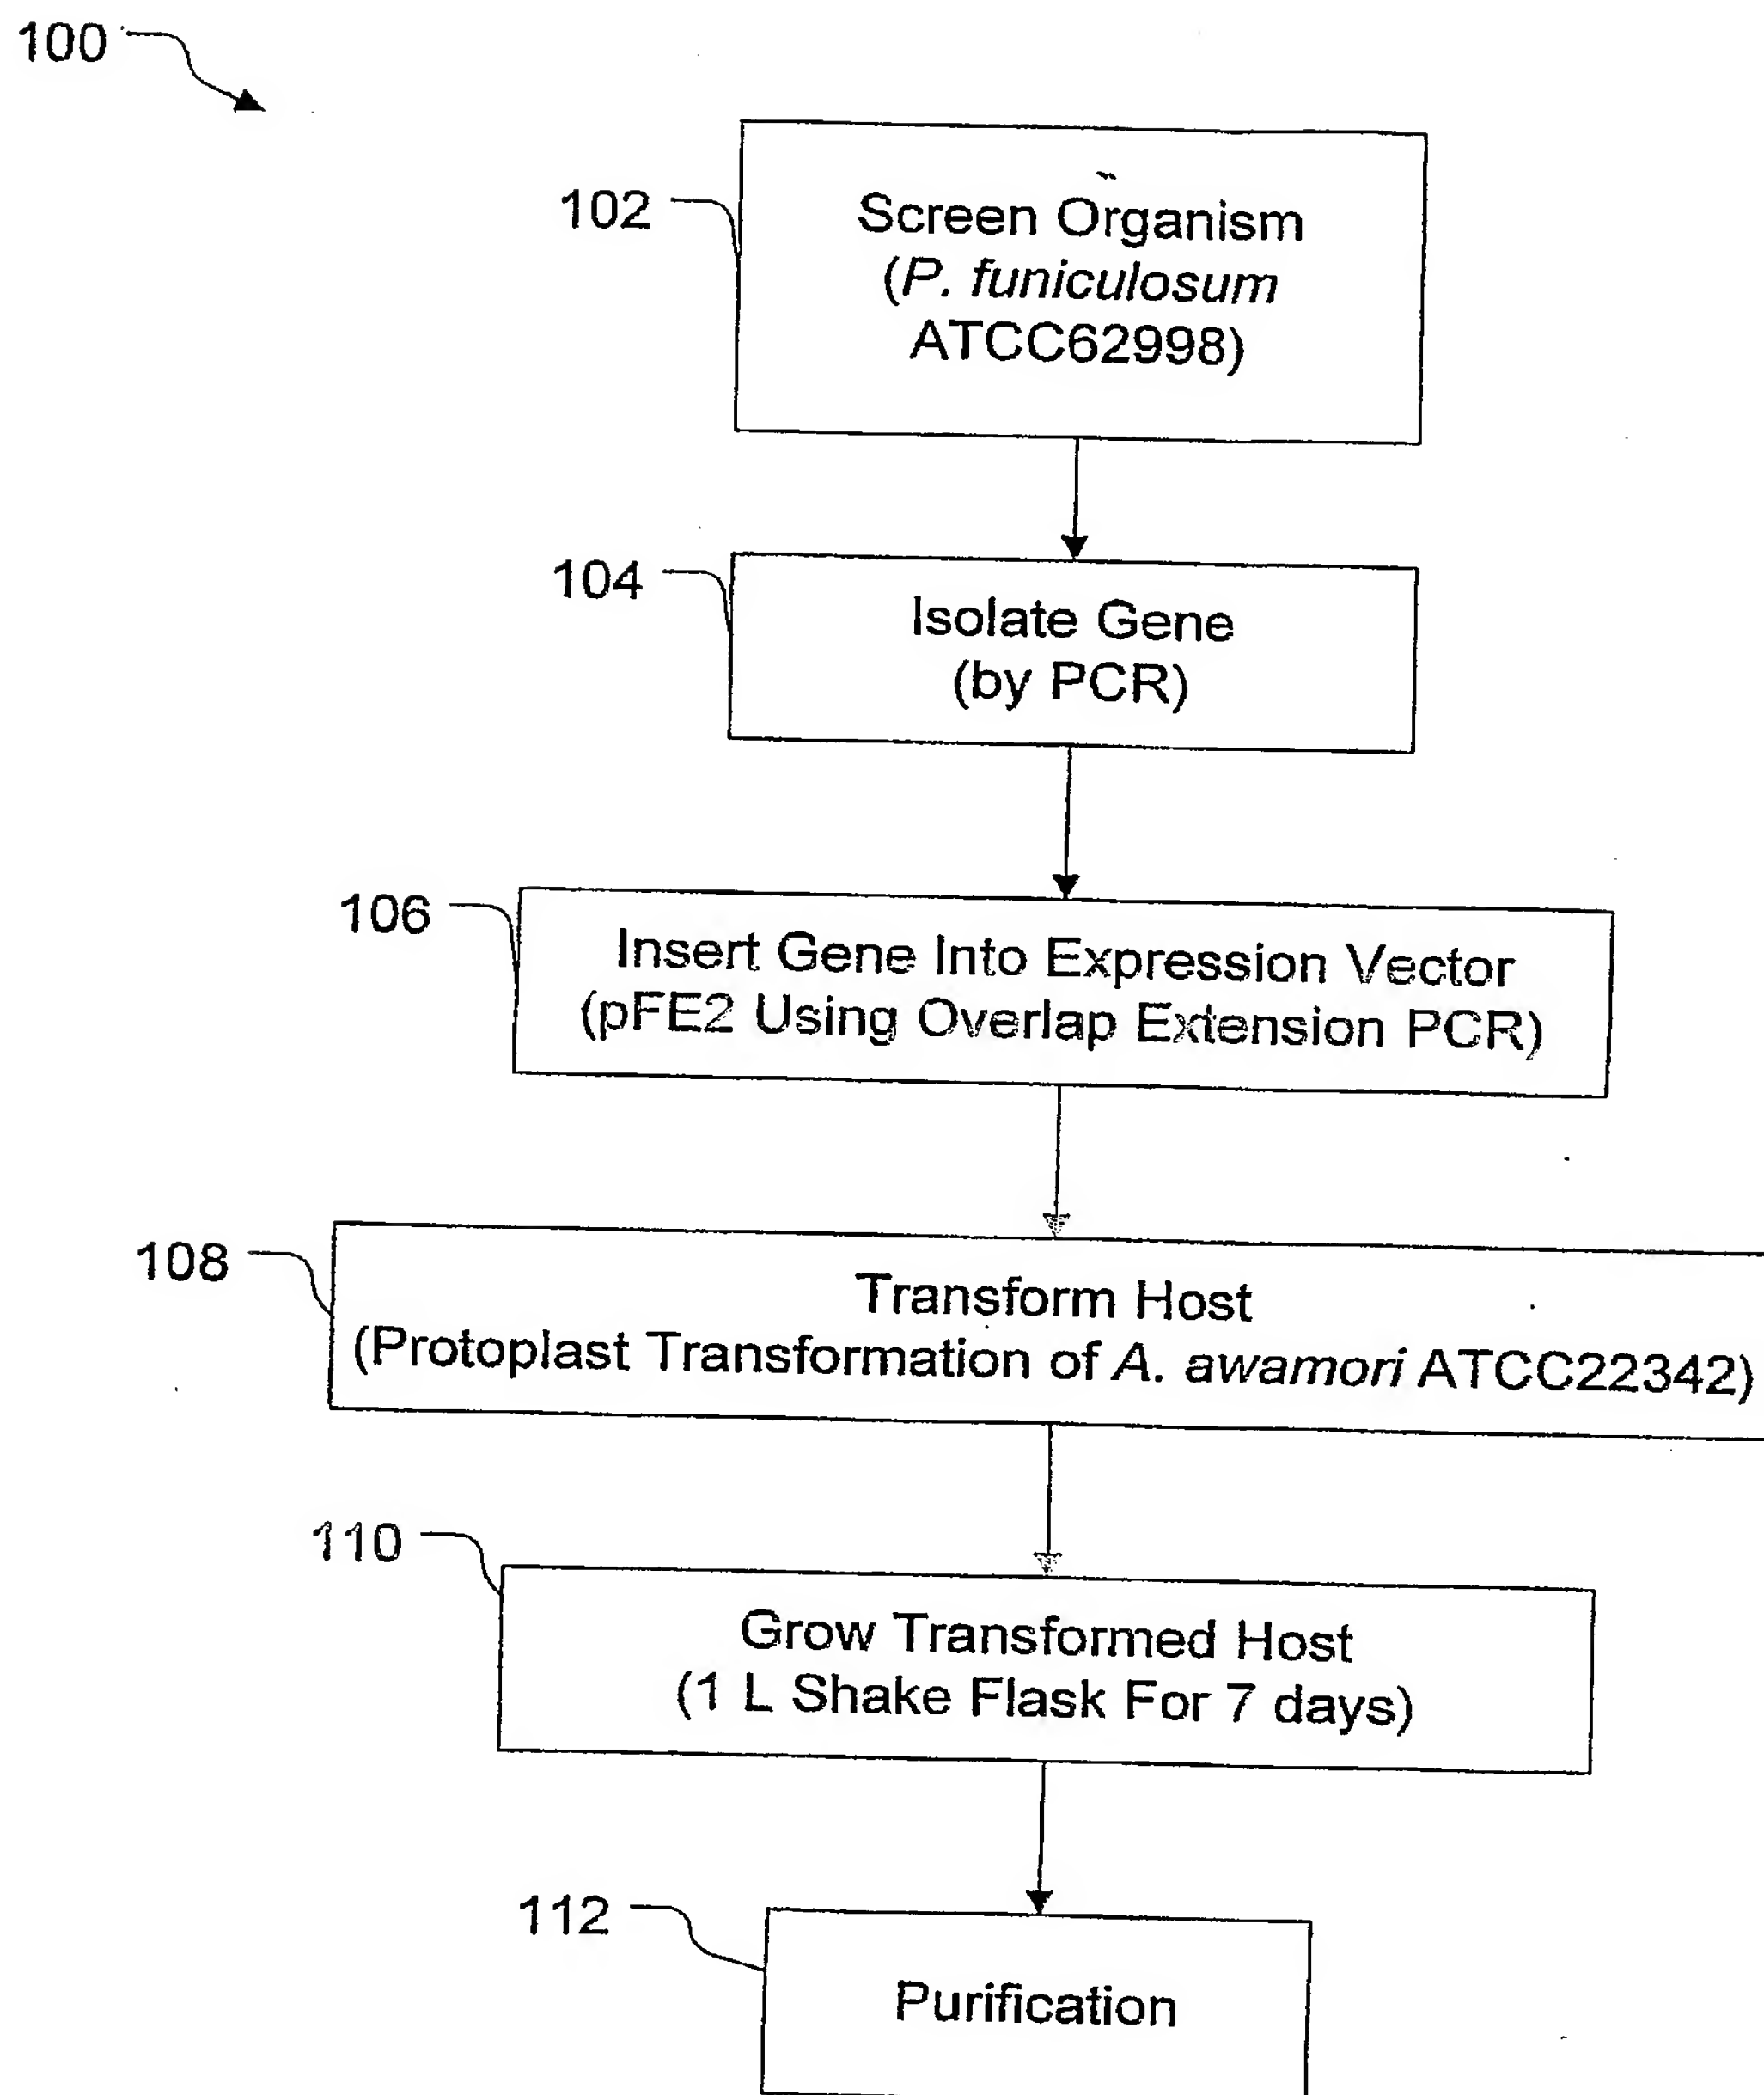 100
102
Screen Organism
(P. funiculosum
ATCC62998)
104
Isolate Gene
(by PCR)
106
Insert Gene Into Expression Vector
(pFE2 Using Overlap Extension PCR)
108
Transform Host
(Protoplast Transformation of A. awamori ATCC22342)
110
Grow Transformed Host
(1 L Shake Flask For 7 days)
112
Purification